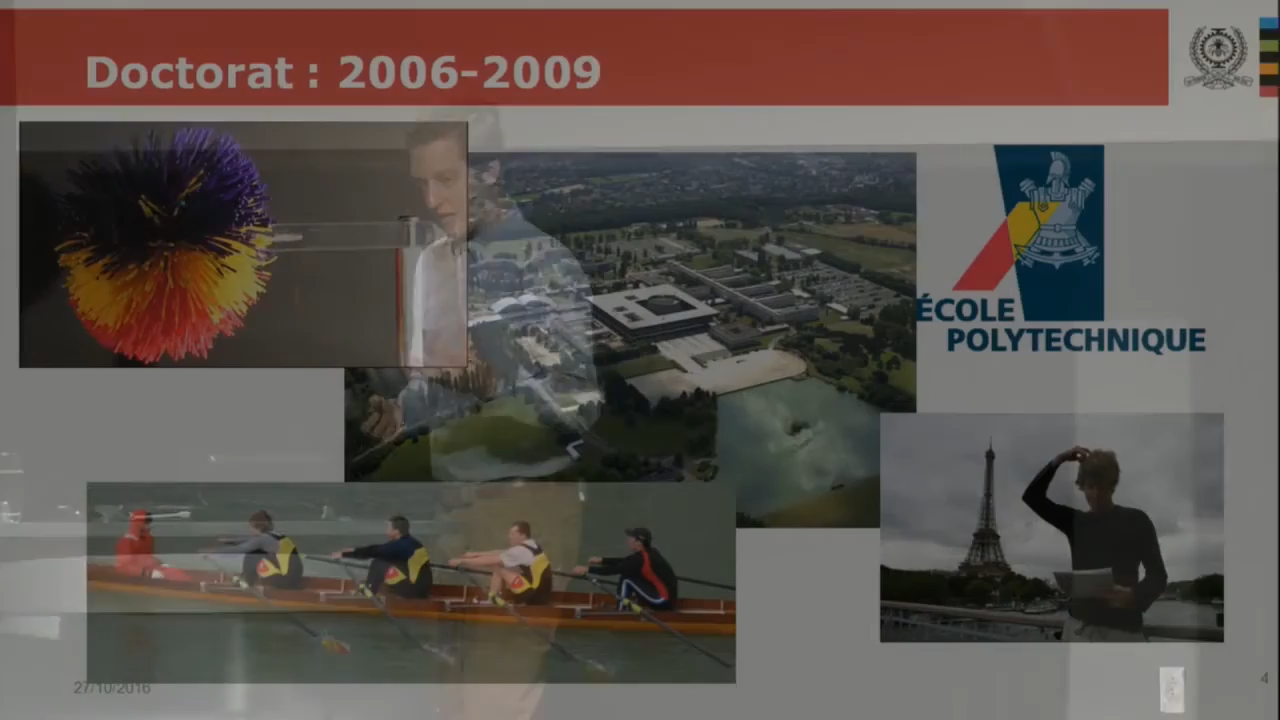 Doctorat : 2006-2009
ÉCOLE
POLYTECHNIQUE
27/10/2016
4